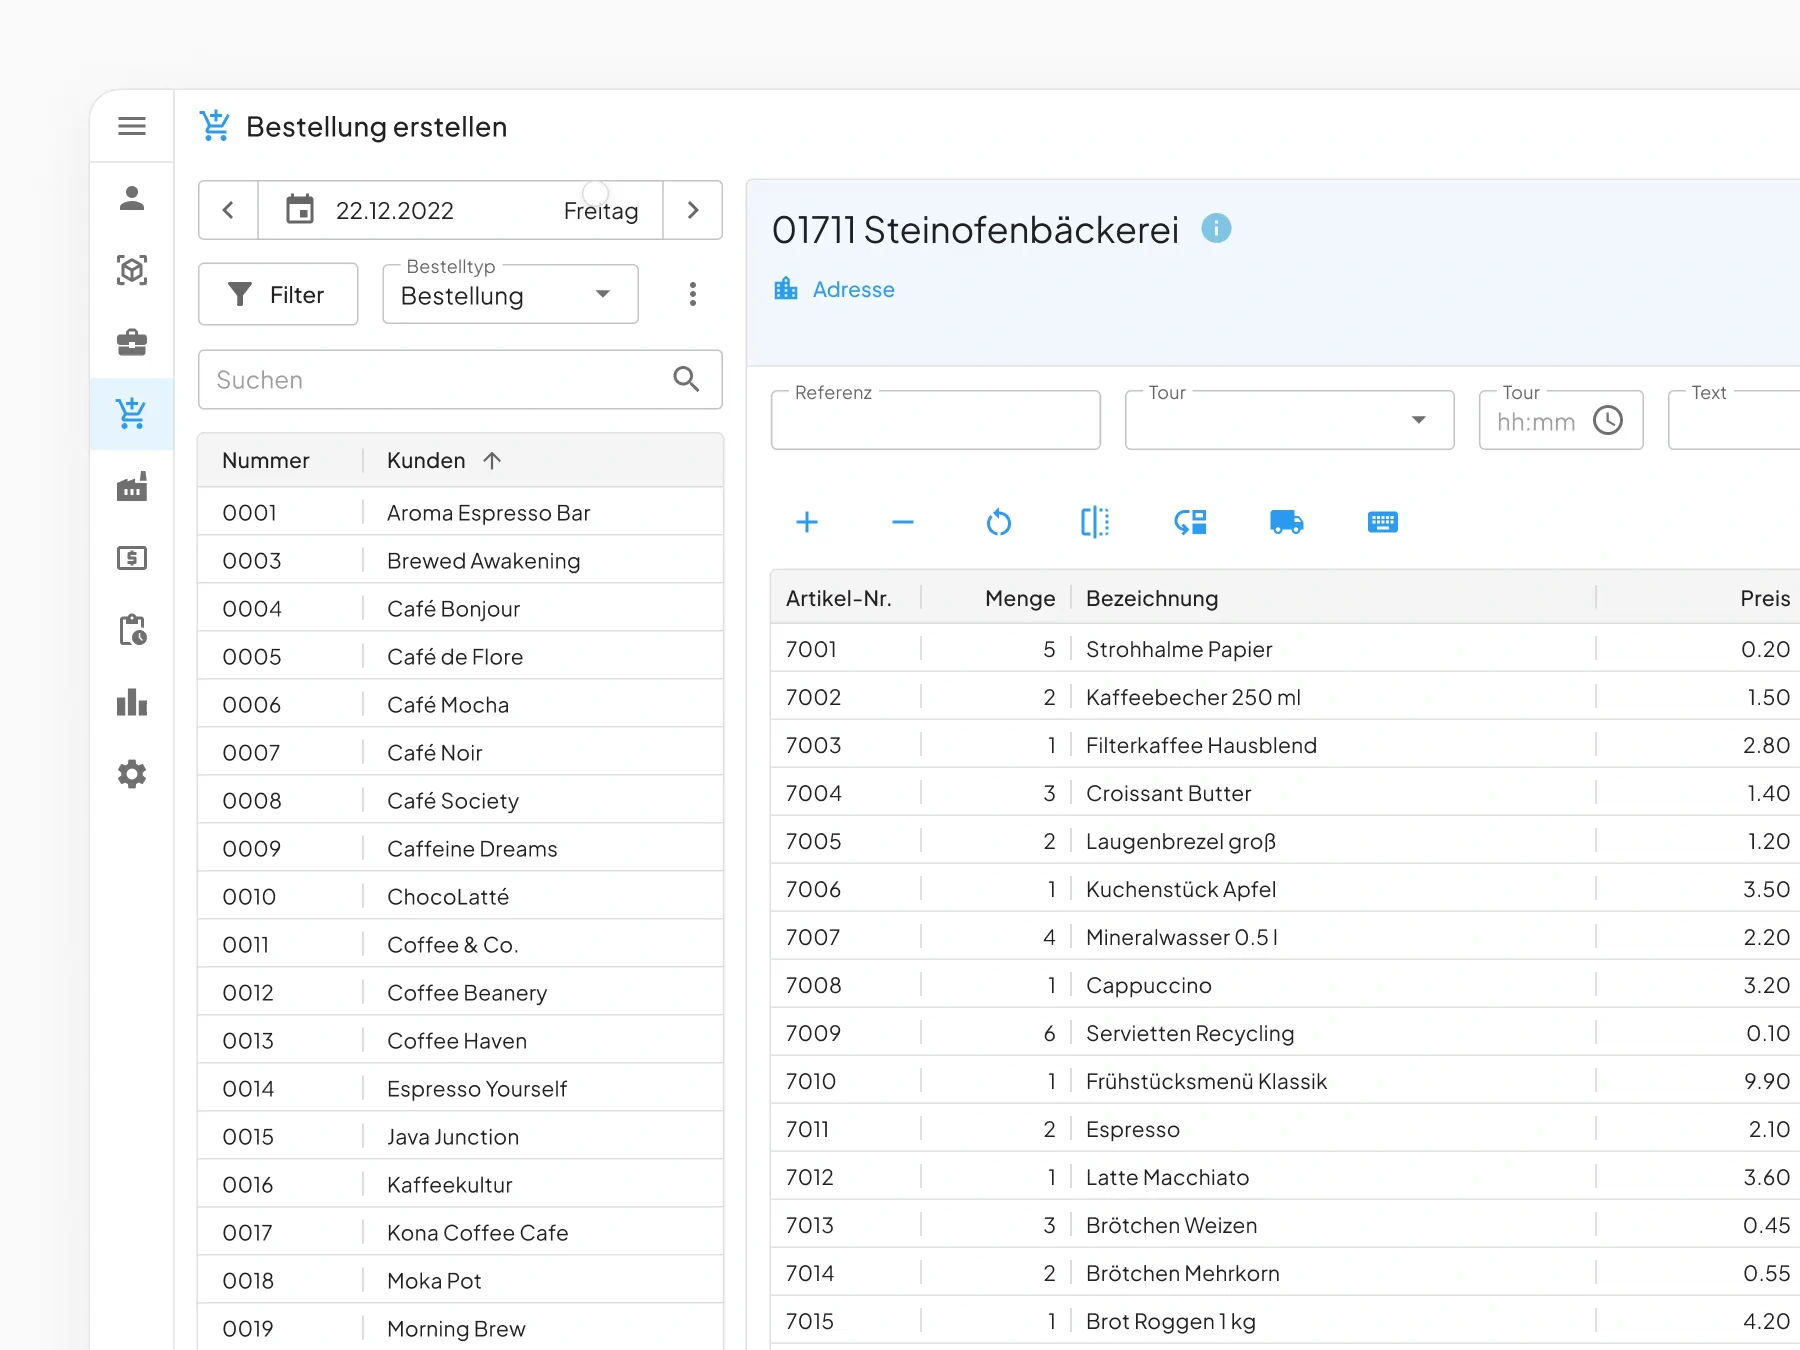 Bestellung erstellen
22.12.2022 Freitag
Filter
Bestelltyp
Bestellung
Suchen
Nummer Kunden
0001 Aroma Espresso Bar
0003 Brewed Awakening
0004 Café Bonjour
0005 Café de Flore
0006 Café Mocha
0007 Café Noir
0008 Café Society
0009 Caffeine Dreams
0010 ChocoLatté
0011 Coffee & Co.
0012 Coffee Beanery
0013 Coffee Haven
0014 Espresso Yourself
0015 Java Junction
0016 Kaffeekultur
0017 Kona Coffee Cafe
0018 Moka Pot
0019 Morning Brew
01711 Steinofenbäckerei
Adresse
Referenz
Tour
Tour
hh:mm
Text
Artikel-Nr. Menge Bezeichnung Preis
7001 5 Strohhalme Papier 0.20
7002 2 Kaffeebecher 250 ml 1.50
7003 1 Filterkaffee Hausblend 2.80
7004 3 Croissant Butter 1.40
7005 2 Laugenbrezel groß 1.20
7006 1 Kuchenstück Apfel 3.50
7007 4 Mineralwasser 0.5 l 2.20
7008 1 Cappuccino 3.20
7009 6 Servietten Recycling 0.10
7010 1 Frühstücksmenü Klassik 9.90
7011 2 Espresso 2.10
7012 1 Latte Macchiato 3.60
7013 3 Brötchen Weizen 0.45
7014 2 Brötchen Mehrkorn 0.55
7015 1 Brot Roggen 1 kg 4.20